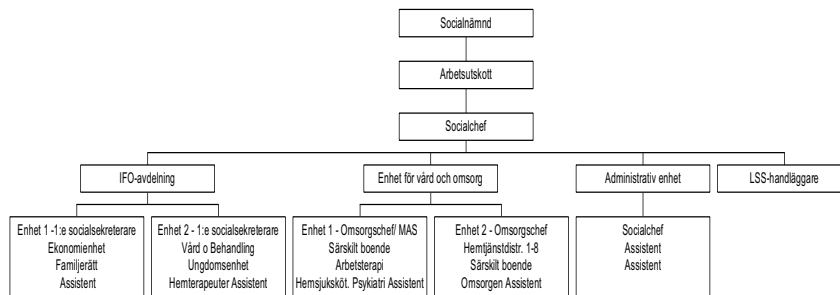 Socialnämnd
Arbetsutskott
Socialchef
IFO-avdelning
Enhet för vård och omsorg
Administrativ enhet
LSS-handläggare
Enhet 1 -1:e socialsekreterare
Ekonomienhet
Familjerätt
Assistent
Enhet 2 - 1:e socialsekreterare
Vård o Behandling
Ungdomsenhet
Hemterapeuter Assistent
Enhet 1 - Omsorgschef/ MAS
Särskilt boende
Arbetsterapi
Hemsjuksköt. Psykiatri Assistent
Enhet 2 - Omsorgschef
Hemtjänstdistr. 1-8
Särskilt boende
Omsorgen Assistent
Socialchef
Assistent
Assistent